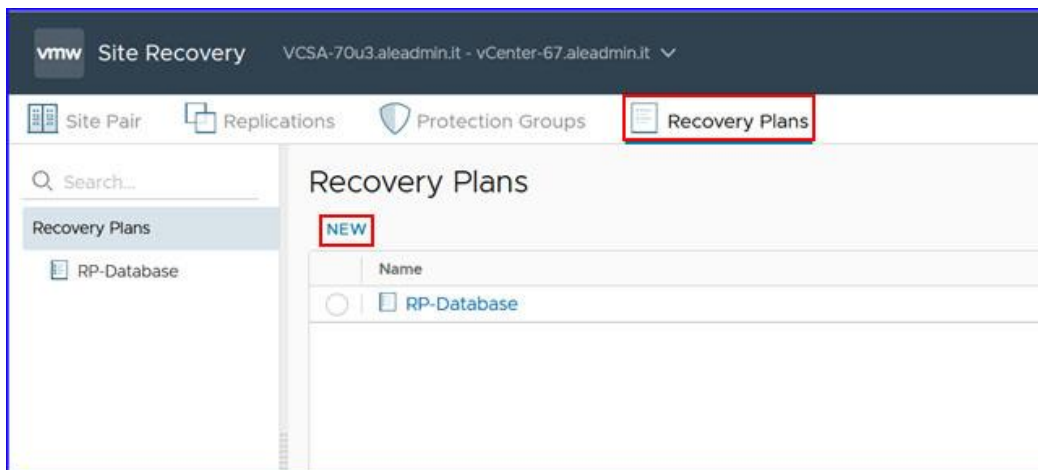 vmw Site Recovery VCSA-70u3.aleadmin.it - vCenter-67.aleadmin.it
Site Pair Replications Protection Groups Recovery Plans
Search...
Recovery Plans
RP-Database
Recovery Plans
NEW
Name
RP-Database